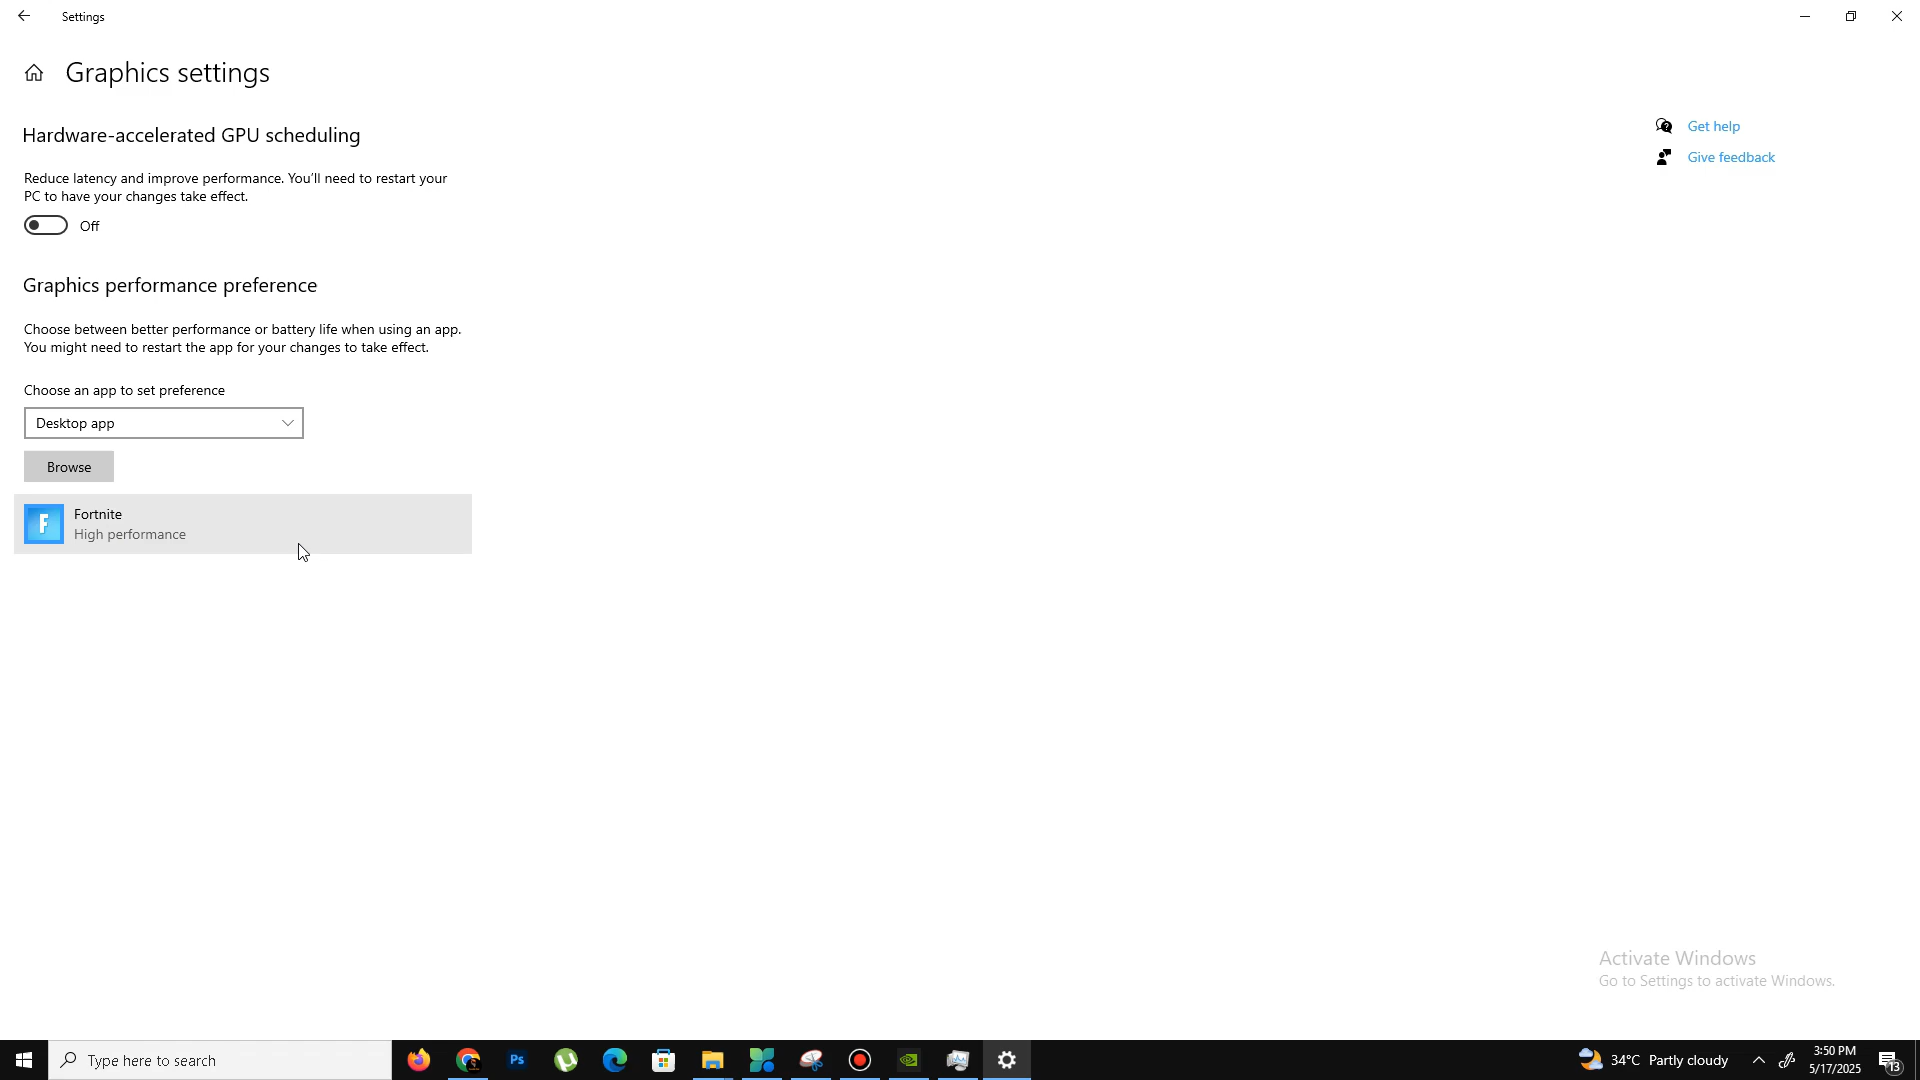 Settings
Graphics settings
Hardware-accelerated GPU scheduling
Reduce latency and improve performance. You'll need to restart your
PC to have your changes take effect.
Off
Graphics performance preference
Choose between better performance or battery life when using an app.
You might need to restart the app for your changes to take effect.
Choose an app to set preference
Desktop app
Browse
F
Fortnite
High performance
Get help
Give feedback
Activate Windows
Go to Settings to activate Windows.
Type here to search
Ps
34°C Partly cloudy
3:50 PM
5/17/2025
13